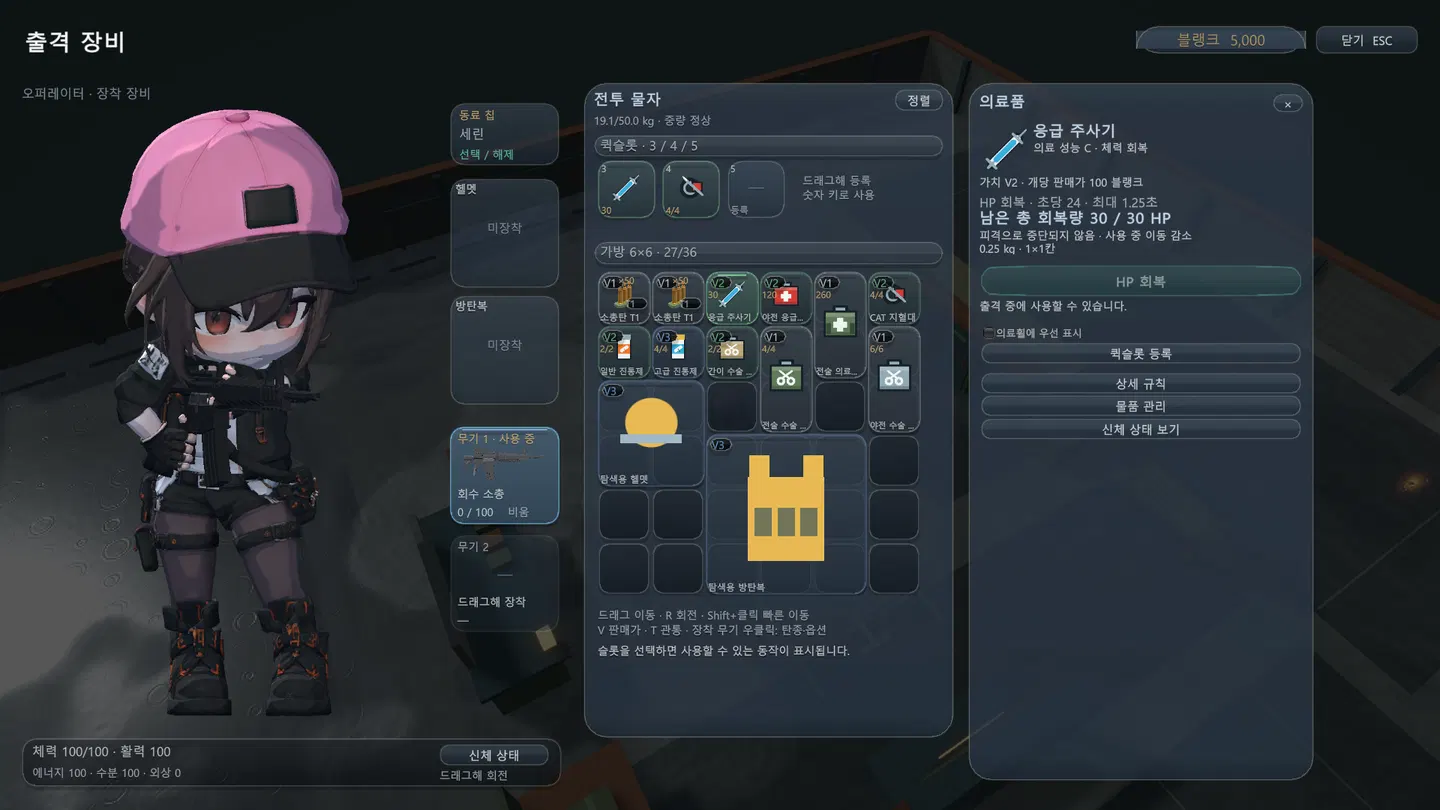 출격 장비
블랭크 5,000
닫기 ESC
오퍼레이터 · 장착 장비
동료 칩
세린
선택 / 해제
헬멧
미장착
방탄복
미장착
무기 1 · 사용 중
회수 소총
0 / 100 비움
무기 2
—
드래그해 장착
—
체력 100/100 · 활력 100
에너지 100 · 수분 100 · 외상 0
신체 상태
드래그해 회전
전투 물자
정렬
19.1/50.0 kg · 중량 정상
퀵슬롯 · 3 / 4 / 5
3
30
4
4/4
5
—
등록
드래그해 등록
숫자 키로 사용
가방 6×6 · 27/36
V1 ×50
소총탄 T1
V1 ×50
소총탄 T1
V2
30
응급 주사기
V2
120
야전 응급...
V1
260
전술 의료...
V2
4/4
CAT 지혈대
V2
2/2
일반 진통제
V3
4/4
고급 진통제
V2
2/2
간이 수술 ...
V1
4/4
전술 수술 ...
V1
6/6
야전 수술 ...
V3
탐색용 헬멧
V3
탐색용 방탄복
드래그 이동 · R 회전 · Shift+클릭 빠른 이동
V 판매가 · T 관통 · 장착 무기 우클릭: 탄종·옵션
슬롯을 선택하면 사용할 수 있는 동작이 표시됩니다.
의료품
×
응급 주사기
의료 성능 C · 체력 회복
가치 V2 · 개당 판매가 100 블랭크
HP 회복 · 초당 24 · 최대 1.25초
남은 총 회복량 30 / 30 HP
피격으로 중단되지 않음 · 사용 중 이동 감소
0.25 kg · 1×1칸
HP 회복
출격 중에 사용할 수 있습니다.
의료휠에 우선 표시
퀵슬롯 등록
상세 규칙
물품 관리
신체 상태 보기